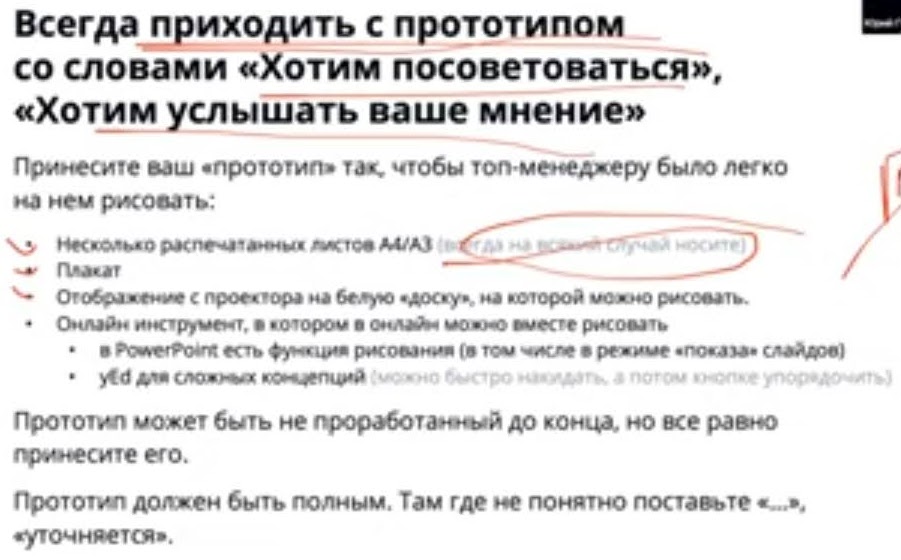 Всегда приходить с прототипом
со словами «Хотим посоветоваться»,
«Хотим услышать ваше мнение»
Принесите ваш «прототип» так, чтобы топ-менеджеру было легко
на нем рисовать:
• Несколько распечатанных листов А4/А3 (всегда на всякий случай носите)
• Плакат
• Отображение с проектора на белую «доску», на которой можно рисовать.
• Онлайн инструмент, в котором в онлайн можно вместе рисовать
• в PowerPoint есть функция рисования (в том числе в режиме «показа» слайдов)
• yEd для сложных концепций (можно быстро накидать, а потом кнопке упорядочить)
Прототип может быть не проработанный до конца, но все равно
принесите его.
Прототип должен быть полным. Там где не понятно поставьте «...»,
«уточняется».